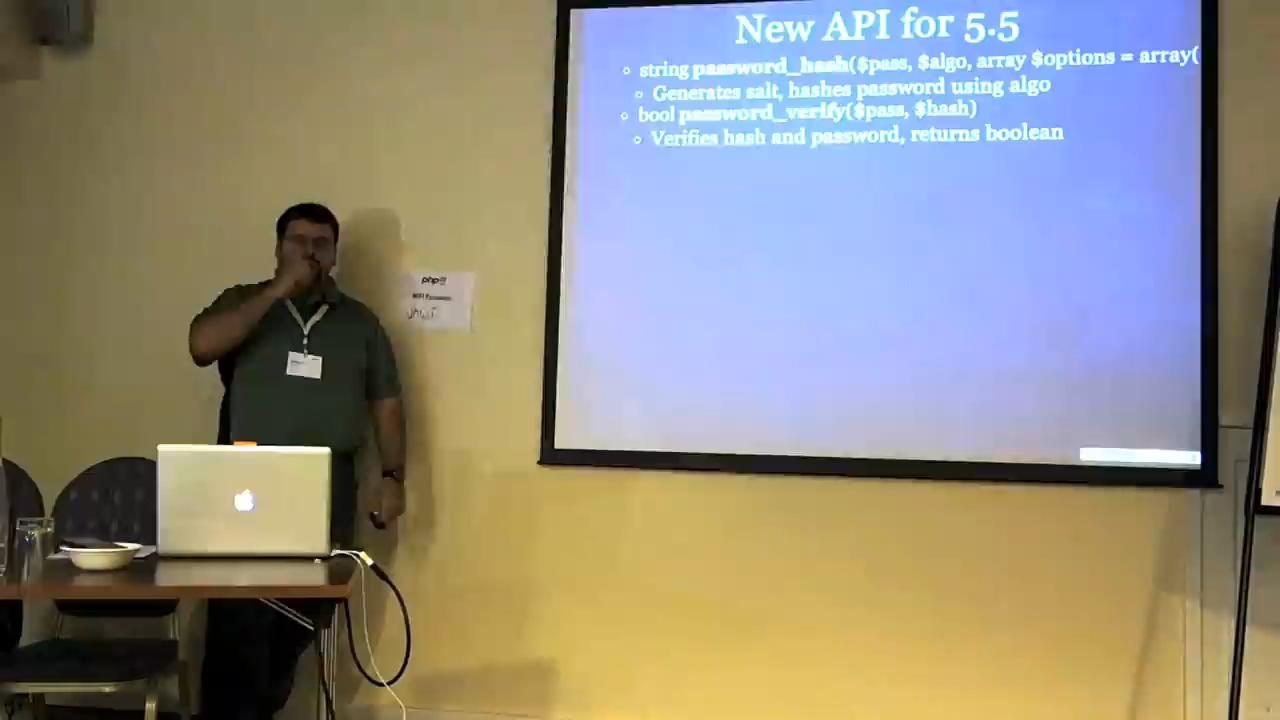 New API for 5.5
string password_hash($pass, $algo, array $options = array(
Generates salt, hashes password using algo
bool password_verify($pass, $hash)
Verifies hash and password, returns boolean
php